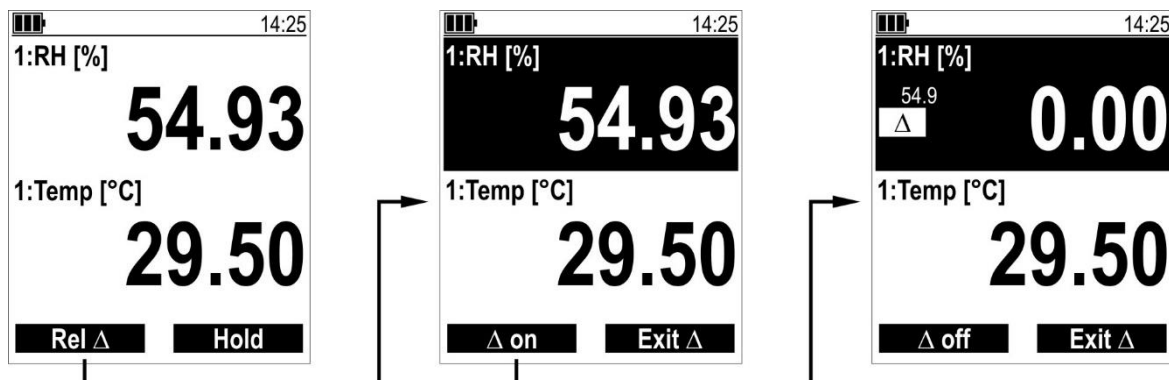 14:25
1:RH [%]
54.93
1:Temp [°C]
29.50
Rel Δ Hold
14:25
1:RH [%]
54.93
1:Temp [°C]
29.50
Δ on Exit Δ
14:25
1:RH [%]
54.9
Δ 0.00
1:Temp [°C]
29.50
Δ off Exit Δ